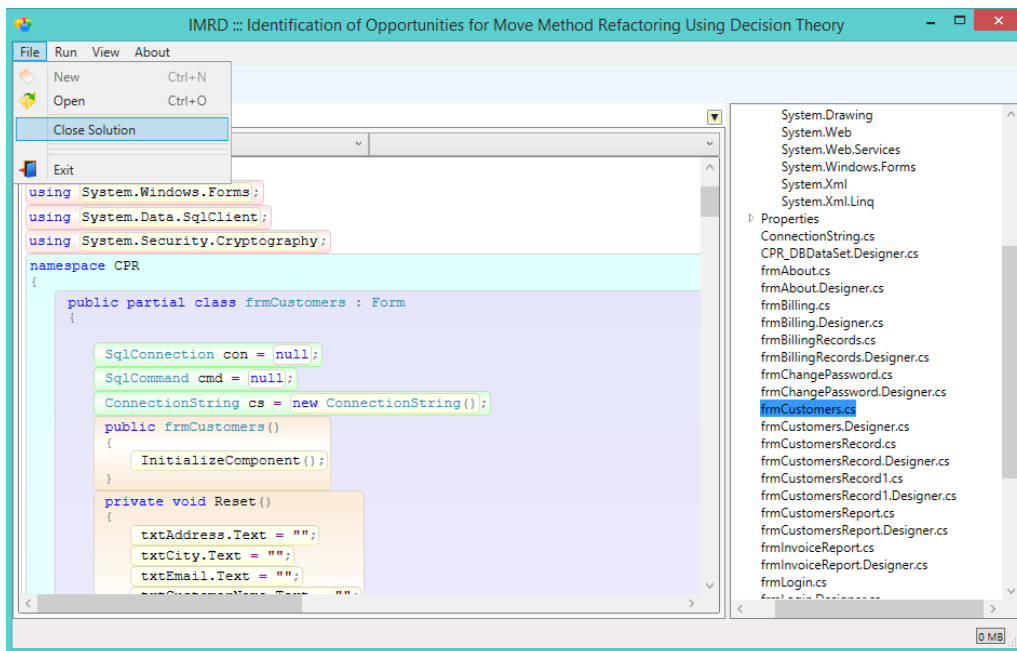 IMRD ::: Identification of Opportunities for Move Method Refactoring Using Decision Theory
File Run View About
New Ctrl+N
Open Ctrl+O
Close Solution
Exit
using System.Windows.Forms;
using System.Data.SqlClient;
using System.Security.Cryptography;
namespace CPR
{
public partial class frmCustomers : Form
{
SqlConnection con = null;
SqlCommand cmd = null;
ConnectionString cs = new ConnectionString();
public frmCustomers()
{
InitializeComponent();
}
private void Reset()
{
txtAddress.Text = "";
txtCity.Text = "";
txtEmail.Text = "";
System.Drawing
System.Web
System.Web.Services
System.Windows.Forms
System.Xml
System.Xml.Linq
Properties
ConnectionString.cs
CPR_DBDataSet.Designer.cs
frmAbout.cs
frmAbout.Designer.cs
frmBilling.cs
frmBilling.Designer.cs
frmBillingRecords.cs
frmBillingRecords.Designer.cs
frmChangePassword.cs
frmChangePassword.Designer.cs
frmCustomers.cs
frmCustomers.Designer.cs
frmCustomersRecord.cs
frmCustomersRecord.Designer.cs
frmCustomersRecord1.cs
frmCustomersRecord1.Designer.cs
frmCustomersReport.cs
frmCustomersReport.Designer.cs
frmInvoiceReport.cs
frmInvoiceReport.Designer.cs
frmLogin.cs
0 MB